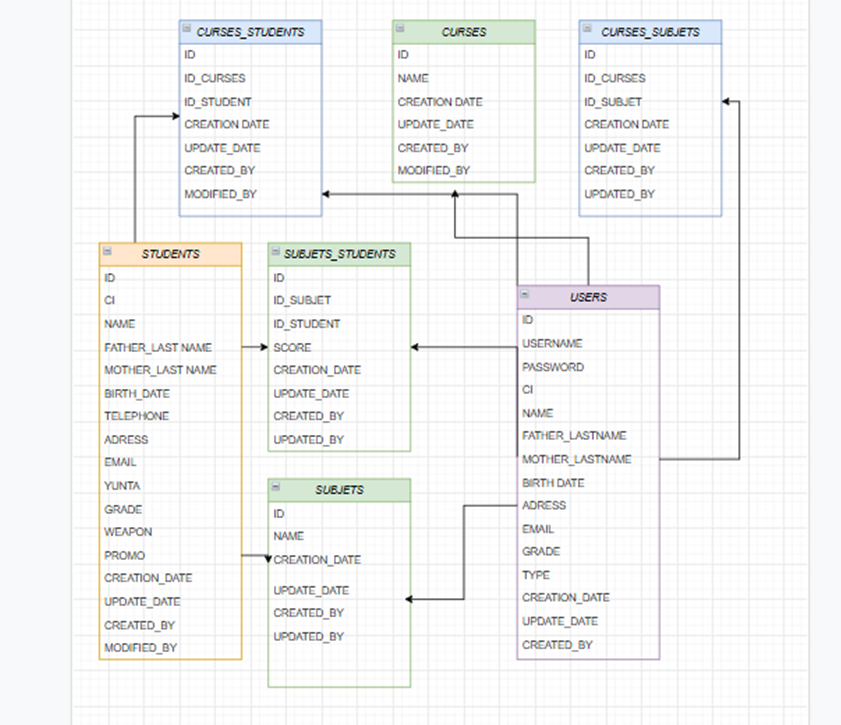 CURSES_STUDENTS
ID
ID_CURSES
ID_STUDENT
CREATION DATE
UPDATE_DATE
CREATED_BY
MODIFIED_BY
CURSES
ID
NAME
CREATION DATE
UPDATE_DATE
CREATED_BY
MODIFIED_BY
CURSES_SUBJETS
ID
ID_CURSES
ID_SUBJET
CREATION DATE
UPDATE_DATE
CREATED_BY
UPDATED_BY
STUDENTS
ID
CI
NAME
FATHER_LAST NAME
MOTHER_LAST NAME
BIRTH_DATE
TELEPHONE
ADRESS
EMAIL
YUNTA
GRADE
WEAPON
PROMO
CREATION_DATE
UPDATE_DATE
CREATED_BY
MODIFIED_BY
SUBJETS_STUDENTS
ID
ID_SUBJET
ID_STUDENT
SCORE
CREATION_DATE
UPDATE_DATE
CREATED_BY
UPDATED_BY
SUBJETS
ID
NAME
CREATION_DATE
UPDATE_DATE
CREATED_BY
UPDATED_BY
USERS
ID
USERNAME
PASSWORD
CI
NAME
FATHER_LASTNAME
MOTHER_LASTNAME
BIRTH DATE
ADRESS
EMAIL
GRADE
TYPE
CREATION_DATE
UPDATE_DATE
CREATED_BY